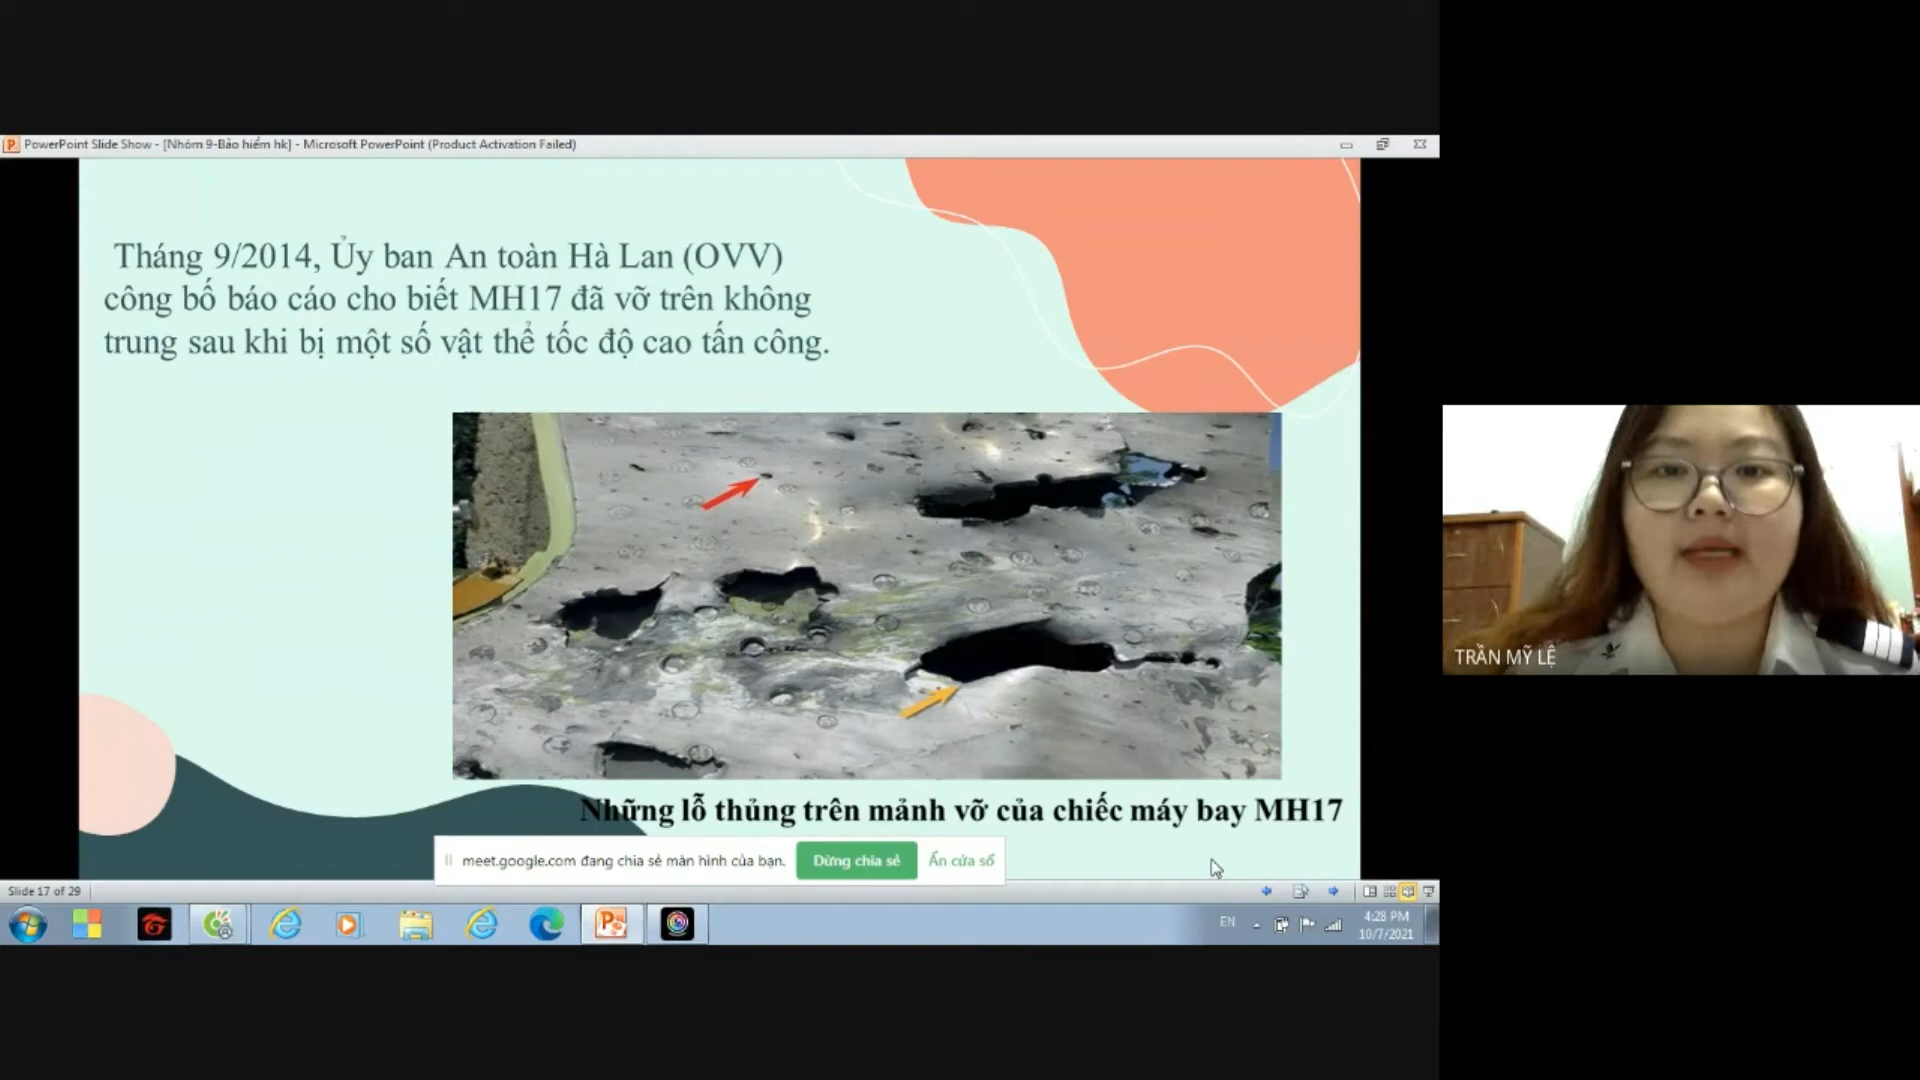 PowerPoint Slide Show - [Nhóm 9-Bảo hiểm hk] - Microsoft PowerPoint (Product Activation Failed)
Tháng 9/2014, Ủy ban An toàn Hà Lan (OVV)
công bố báo cáo cho biết MH17 đã vỡ trên không
trung sau khi bị một số vật thể tốc độ cao tấn công.
TRẦN MỸ LỆ
Những lỗ thủng trên mảnh vỡ của chiếc máy bay MH17
meet.google.com đang chia sẻ màn hình của bạn. Dừng chia sẻ Ẩn cửa sổ
Slide 17 of 29
EN
4:28 PM
10/7/2021